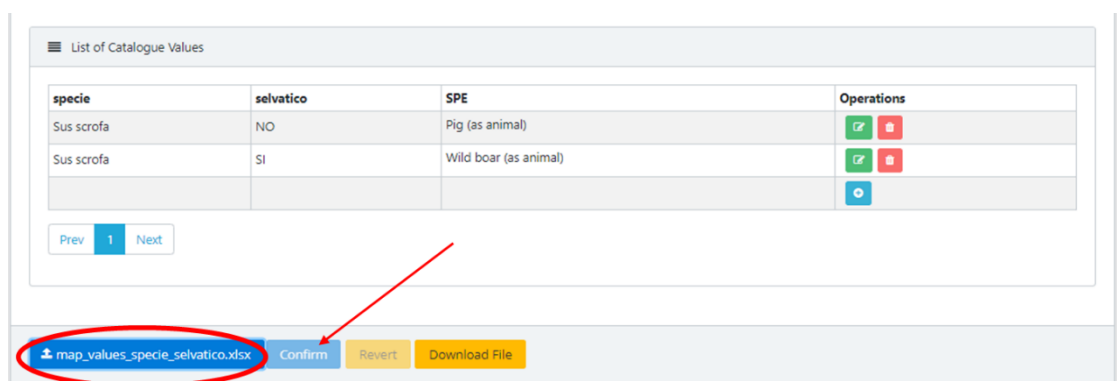 List of Catalogue Values
specie selvatico SPE Operations
Sus scrofa NO Pig (as animal)
Sus scrofa SI Wild boar (as animal)
Prev 1 Next
map_values_specie_selvatico.xlsx Confirm Revert Download File